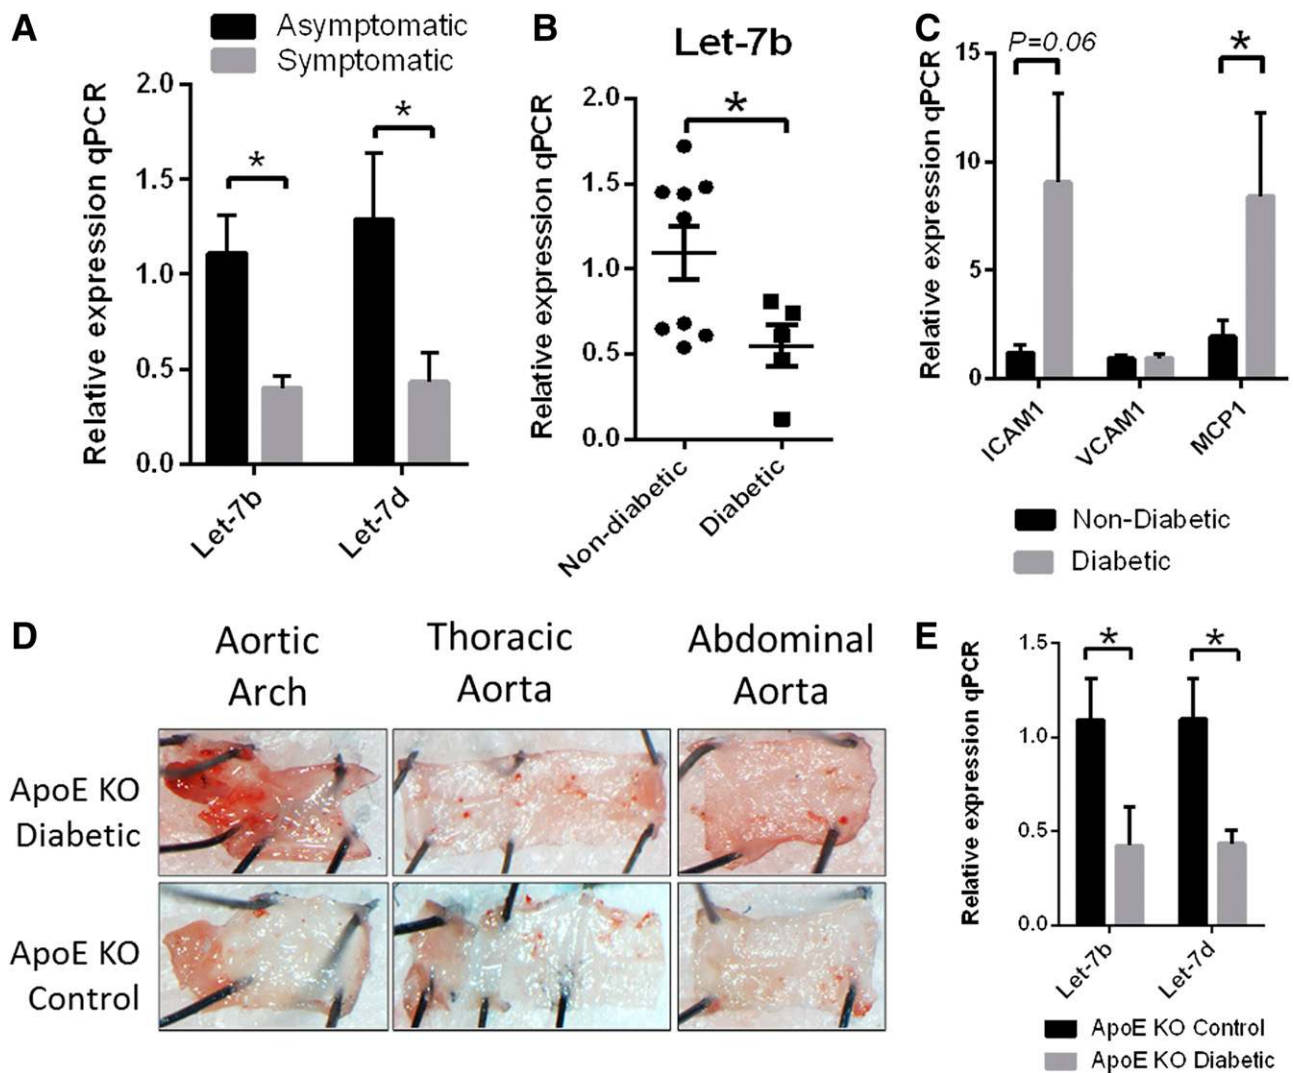 A
Asymptomatic
Symptomatic
Relative expression qPCR
2.0
1.5
1.0
0.5
0.0
*
*
Let-7b
Let-7d
B
Let-7b
Relative expression qPCR
2.0
1.5
1.0
0.5
0.0
*
Non-diabetic
Diabetic
C
P=0.06
*
Relative expression qPCR
15
10
5
0
ICAM1
VCAM1
MCP1
Non-Diabetic
Diabetic
D
Aortic
Arch
Thoracic
Aorta
Abdominal
Aorta
ApoE KO
Diabetic
ApoE KO
Control
E
Relative expression qPCR
1.5
1.0
0.5
0.0
*
*
Let-7b
Let-7d
ApoE KO Control
ApoE KO Diabetic